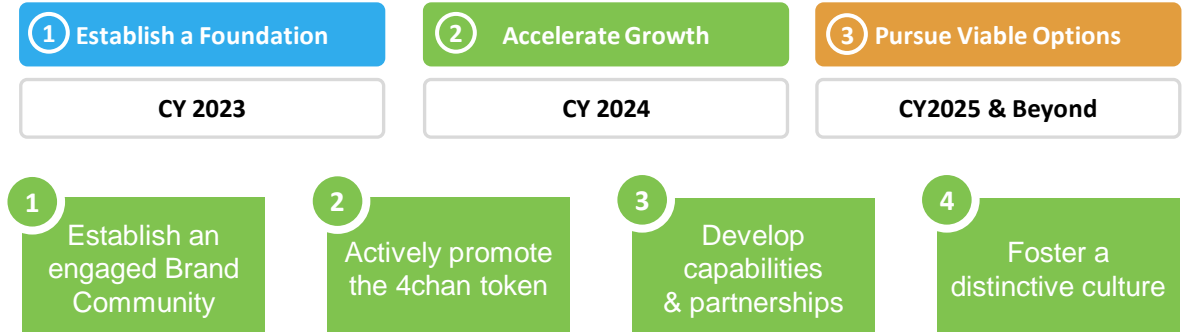 1 Establish a Foundation
2 Accelerate Growth
3 Pursue Viable Options
CY 2023
CY 2024
CY2025 & Beyond
1
Establish an
engaged Brand
Community
2
Actively promote
the 4chan token
3
Develop
capabilities
& partnerships
4
Foster a
distinctive culture